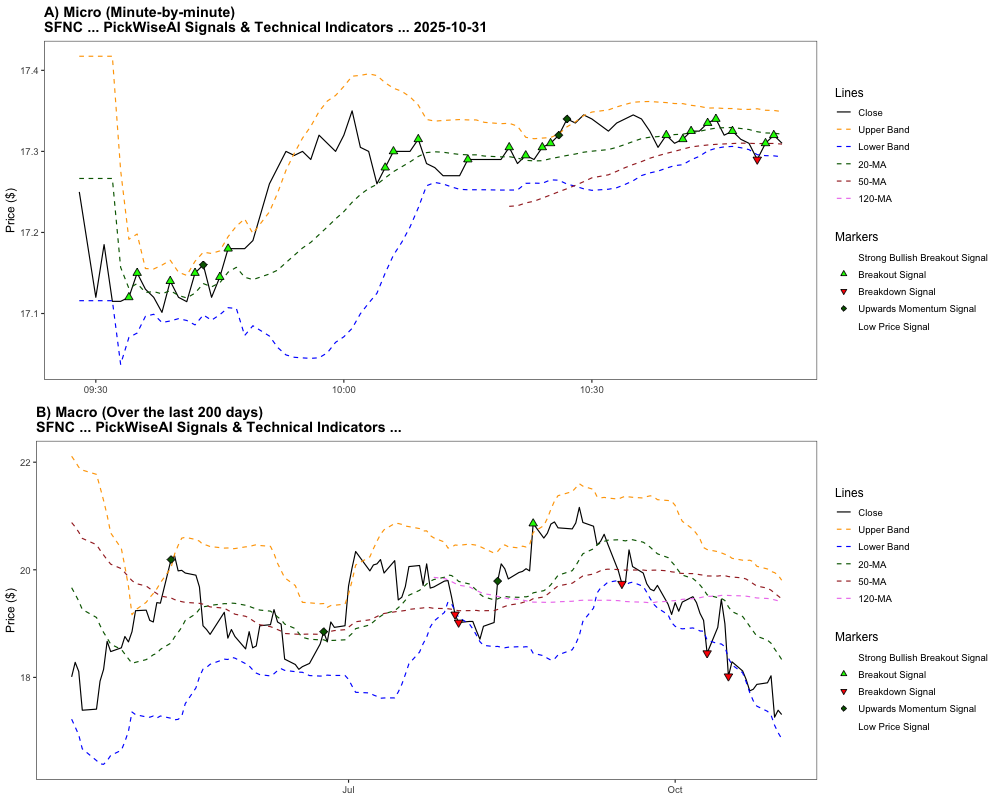 A) Micro (Minute-by-minute)
SFNC ... PickWiseAI Signals & Technical Indicators ... 2025-10-31
Price ($)
17.4
17.3
17.2
17.1
09:30
10:00
10:30
Lines
Close
Upper Band
Lower Band
20-MA
50-MA
120-MA
Markers
Strong Bullish Breakout Signal
Breakout Signal
Breakdown Signal
Upwards Momentum Signal
Low Price Signal
B) Macro (Over the last 200 days)
SFNC ... PickWiseAI Signals & Technical Indicators ...
Price ($)
22
20
18
Jul
Oct
Lines
Close
Upper Band
Lower Band
20-MA
50-MA
120-MA
Markers
Strong Bullish Breakout Signal
Breakout Signal
Breakdown Signal
Upwards Momentum Signal
Low Price Signal